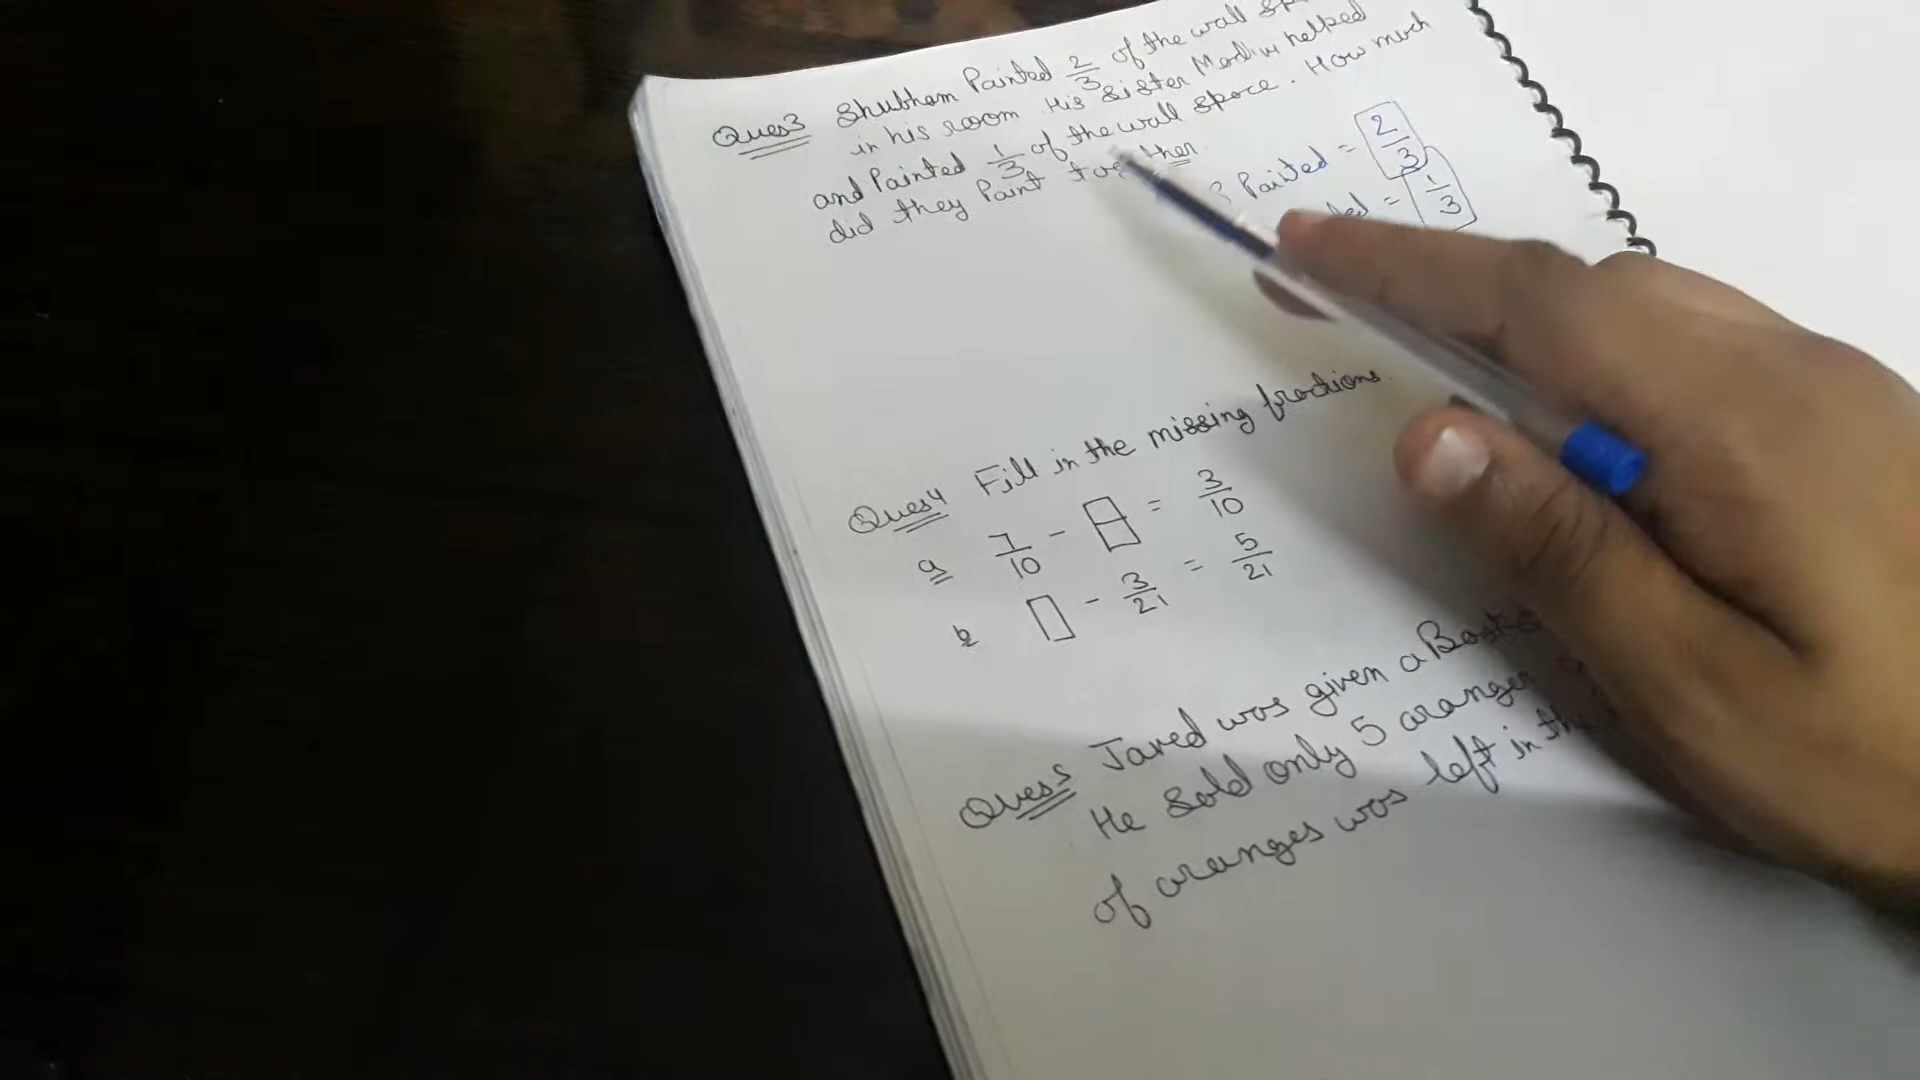 Ques3 Shubham Painted 2/3 of the wall
in his room His Sister helped
and Painted 1/3 of the wall space. How much
did they Paint together.
Painted = 2/3
= 1/3
Ques4 Fill in the missing fractions.
a 7/10 - □ = 3/10
b □ - 3/21 = 5/21
Ques5 Jared was given a
He Sold only 5 oranges
of oranges was left in